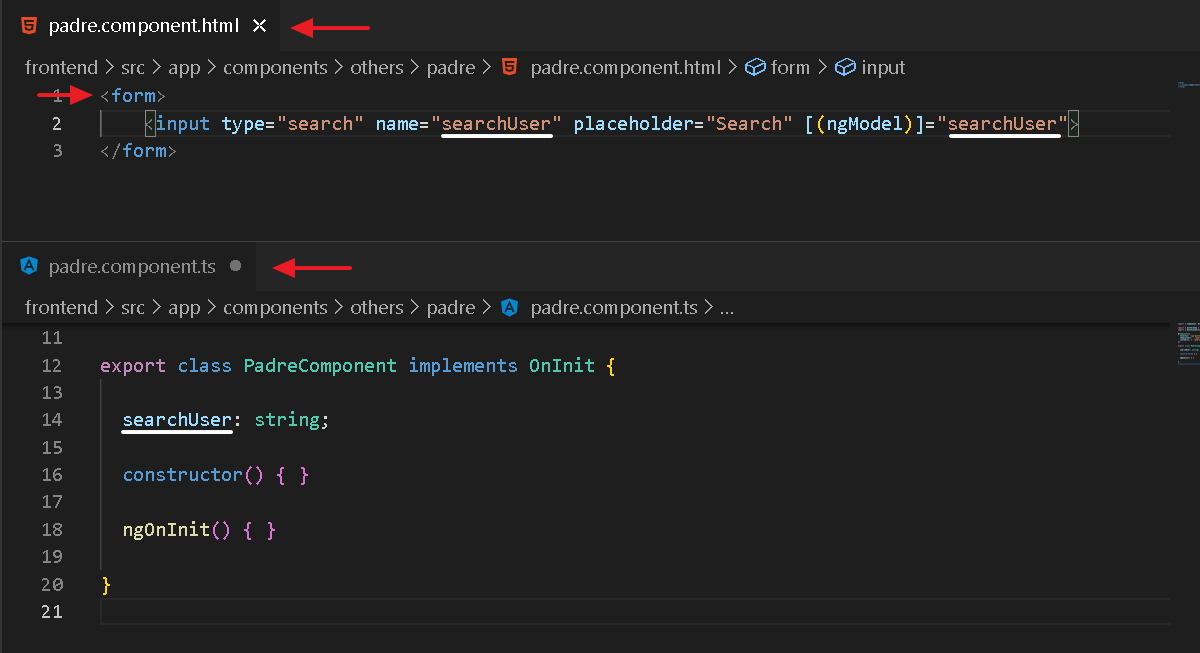 padre.component.html ×
frontend > src > app > components > others > padre > padre.component.html > form > input
1 <form>
2 <input type="search" name="searchUser" placeholder="Search" [(ngModel)]="searchUser">
3 </form>
padre.component.ts ●
frontend > src > app > components > others > padre > padre.component.ts > ...
11
12 export class PadreComponent implements OnInit {
13
14 searchUser: string;
15
16 constructor() { }
17
18 ngOnInit() { }
19
20 }
21